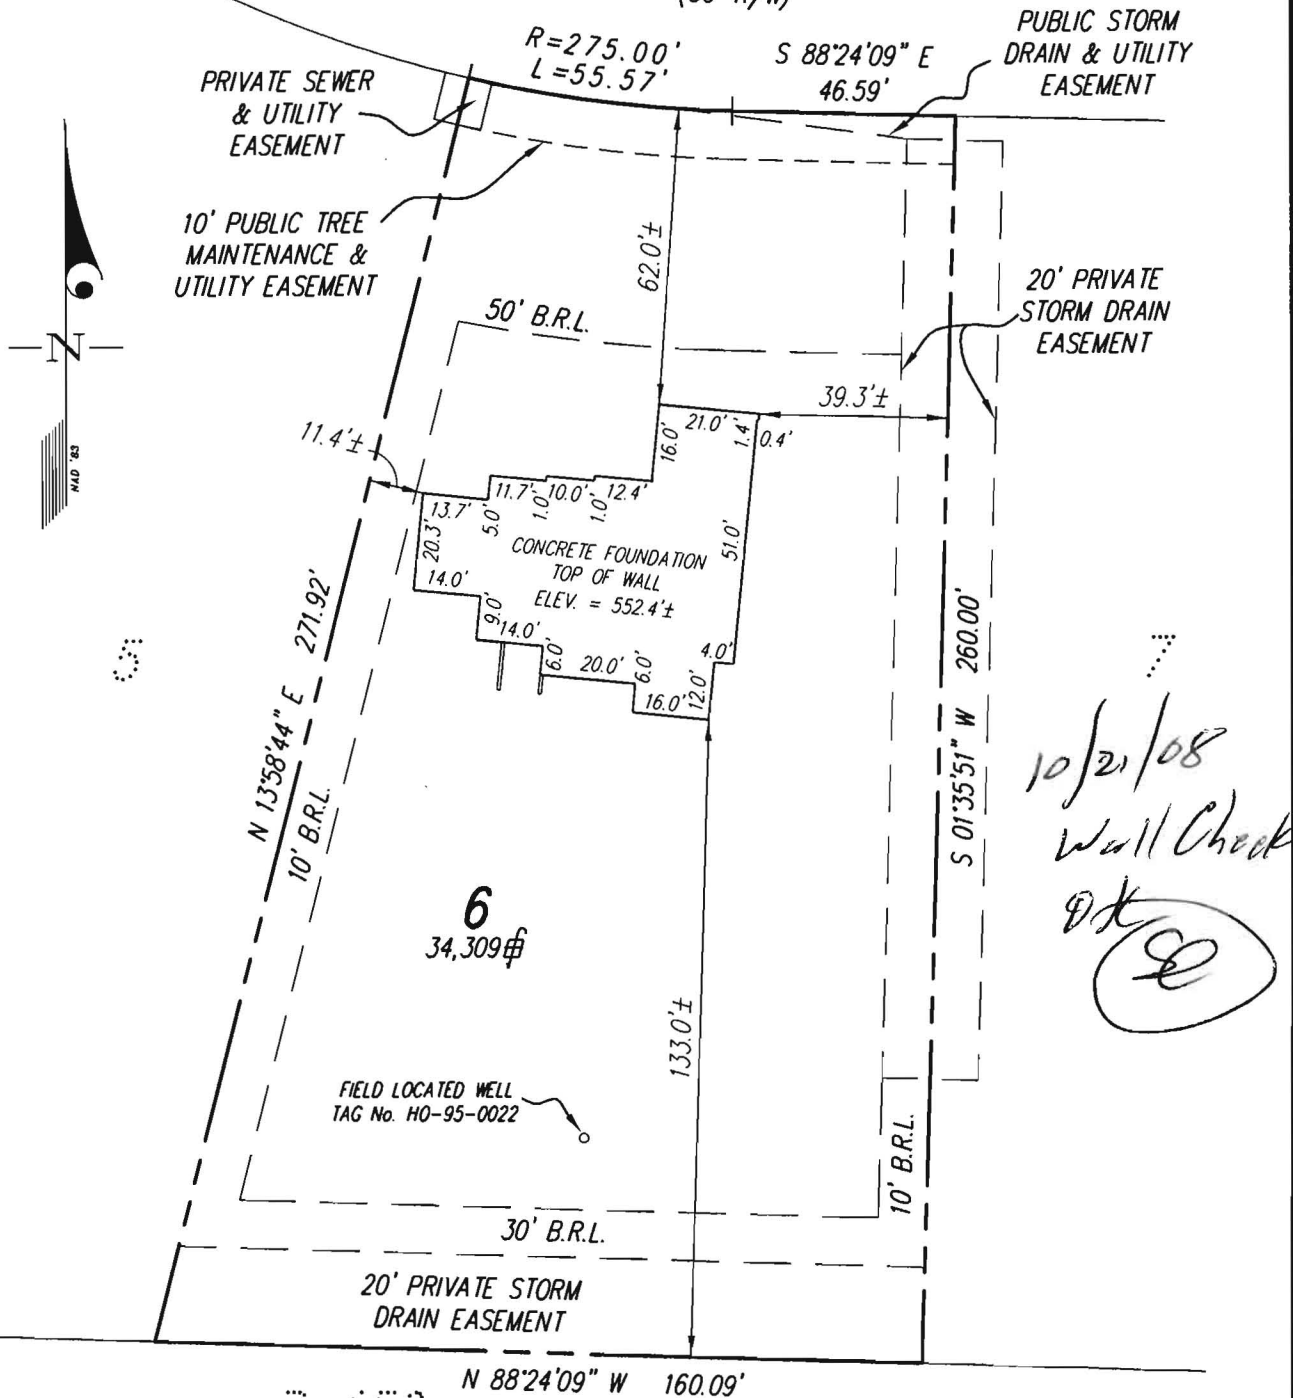 R=275.00'
L=55.57'
S 88°24'09" E
46.59'
PUBLIC STORM
DRAIN & UTILITY
EASEMENT
PRIVATE SEWER
& UTILITY
EASEMENT
10' PUBLIC TREE
MAINTENANCE &
UTILITY EASEMENT
62.0'±
20' PRIVATE
STORM DRAIN
EASEMENT
50' B.R.L.
N
NAD '83
39.3'±
21.0'
1.4'
0.4'
16.0'
11.4'±
11.7'
10.0'
12.4'
13.7'
5.0'
1.0'
1.0'
20.3'
51.0'
CONCRETE FOUNDATION
TOP OF WALL
ELEV. = 552.4'±
14.0'
9.0'
14.0'
6.0'
20.0'
6.0'
4.0'
16.0'
12.0'
N 13°58'44" E 271.92'
10' B.R.L.
S 01°35'51" W 260.00'
5
7
10/21/08
Wall Check
OK
6
34,309
133.0'±
FIELD LOCATED WELL
TAG No. HO-95-0022
10' B.R.L.
30' B.R.L.
20' PRIVATE STORM
DRAIN EASEMENT
N 88°24'09" W 160.09'